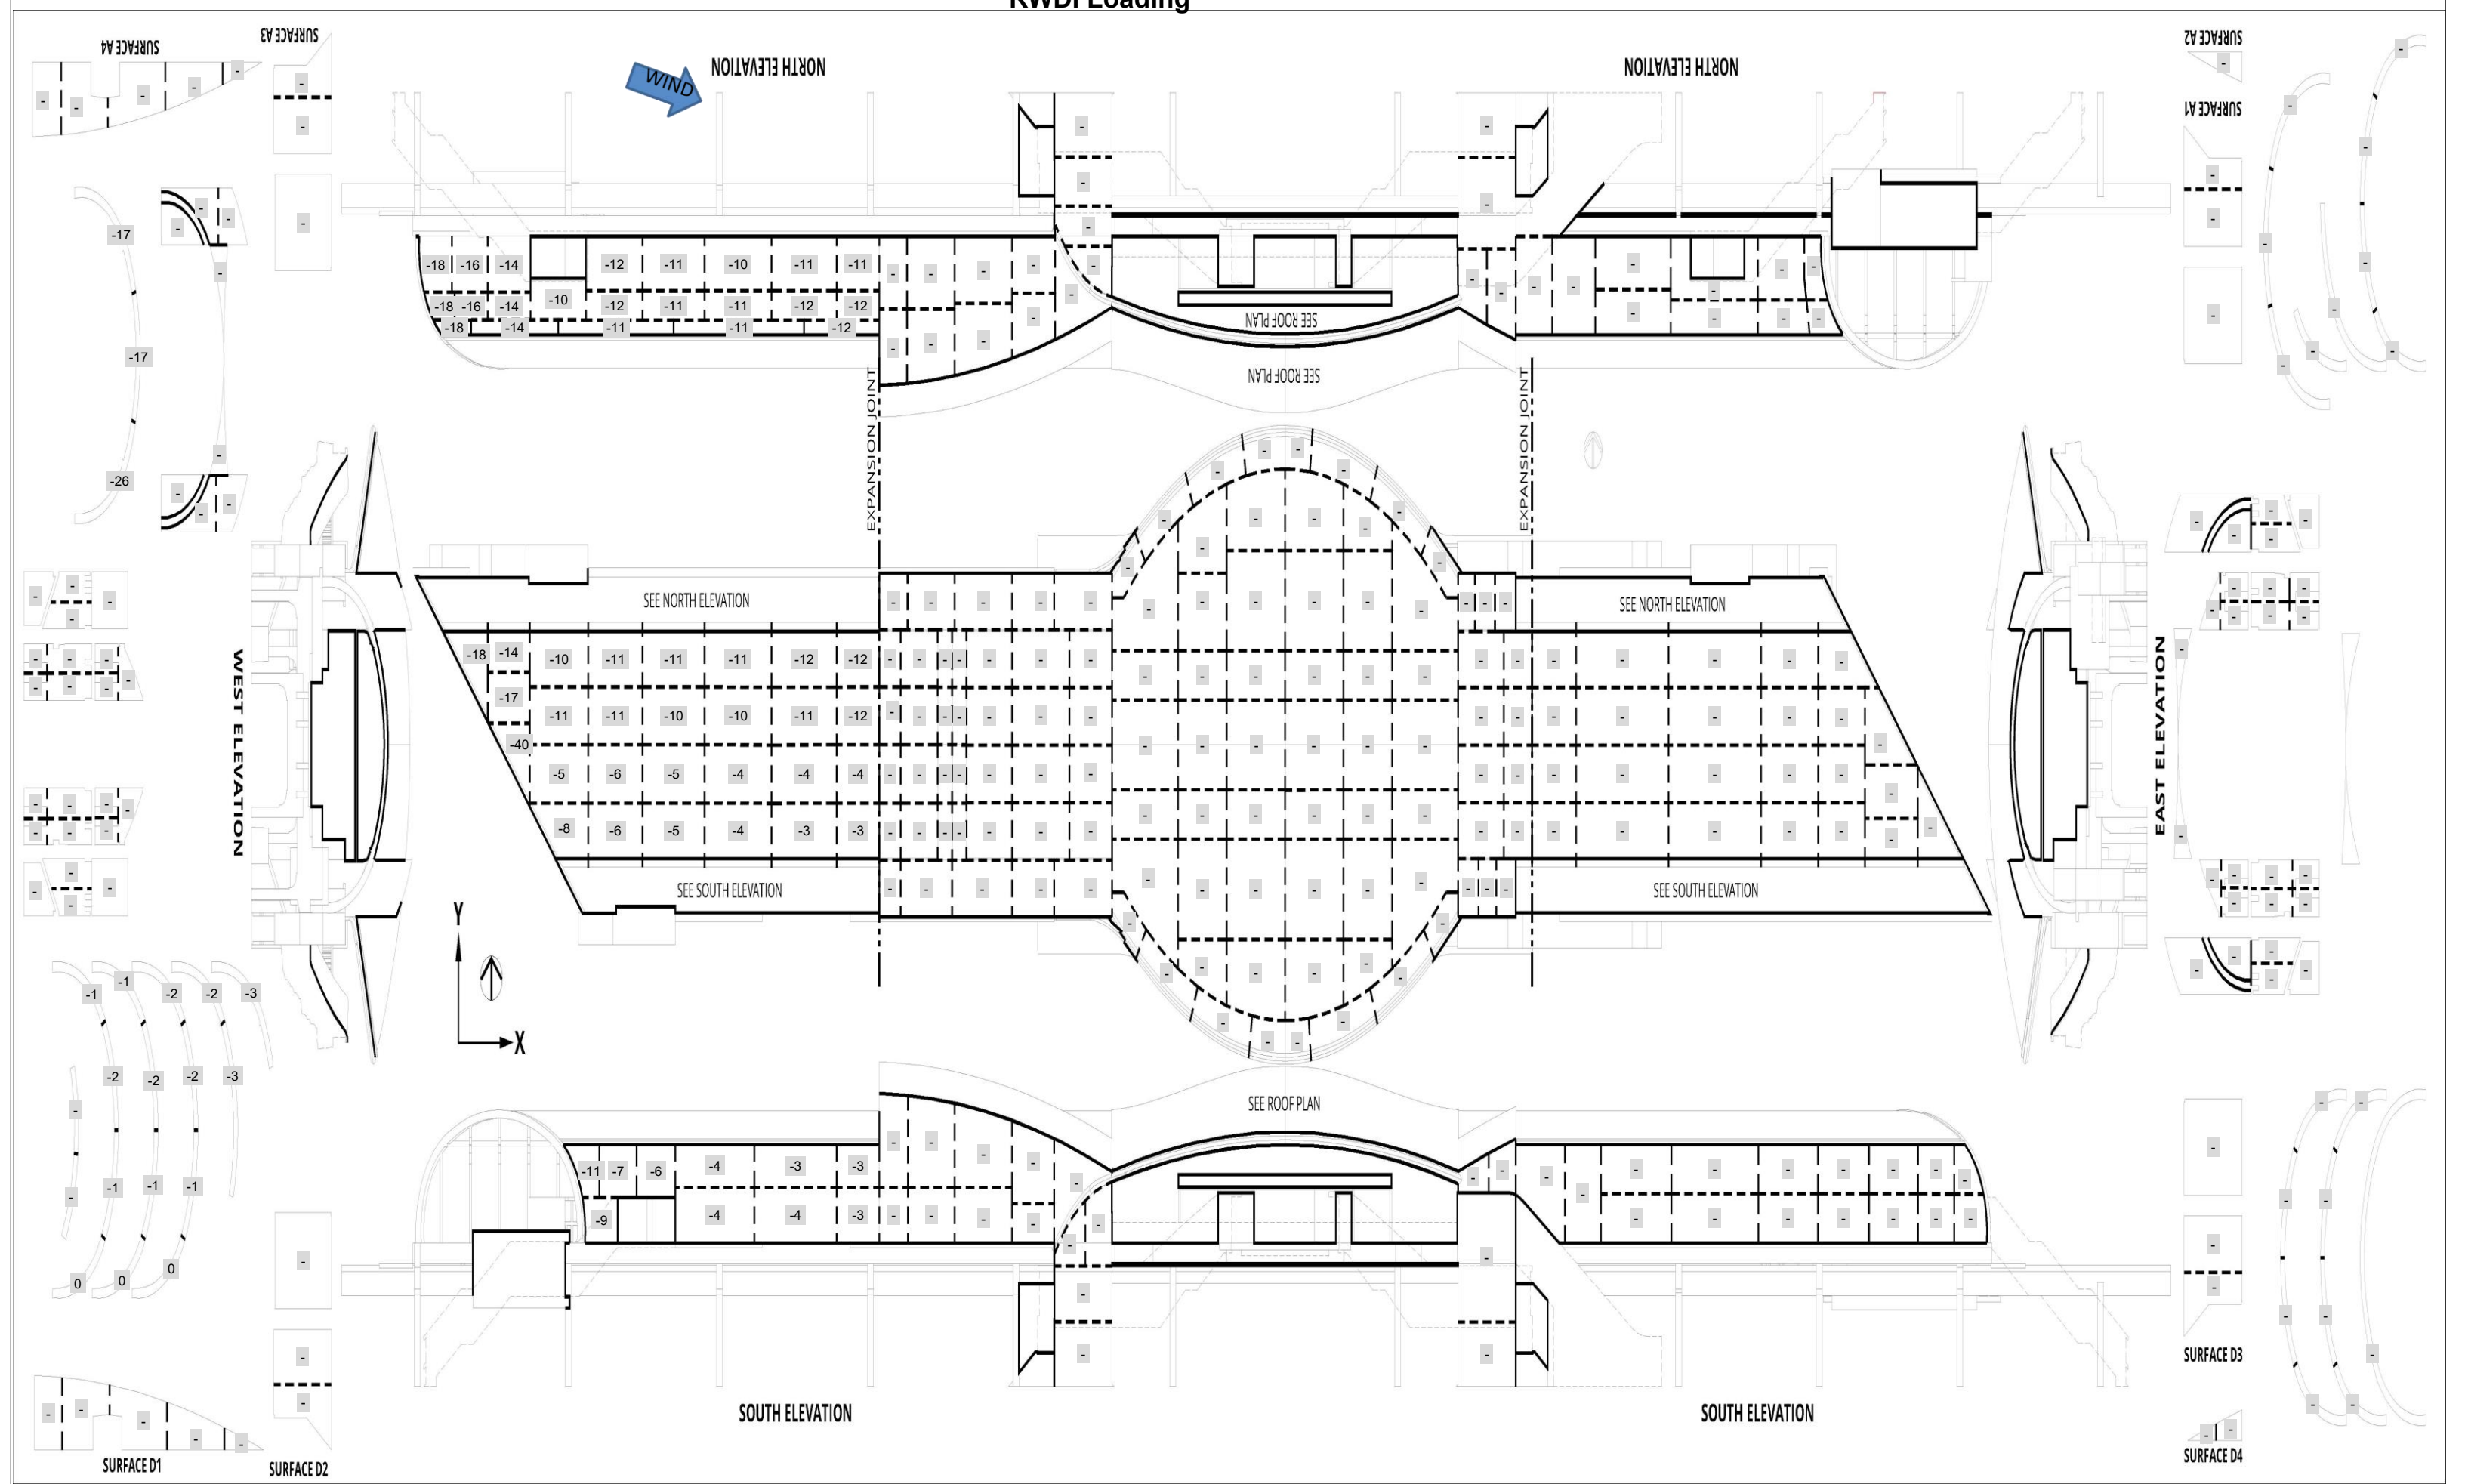 RWDI Loading
SURFACE A4
SURFACE A3
WIND
NORTH ELEVATION
NORTH ELEVATION
SURFACE A2
SURFACE A1
-17
-17
-26
-18 -16 -14 -12 -11 -10 -11 -11
-18 -16 -14 -10 -12 -11 -11 -12 -12
-18 -14 -11 -11 -12
SEE ROOF PLAN
SEE ROOF PLAN
EXPANSION JOINT
EXPANSION JOINT
SEE NORTH ELEVATION
SEE NORTH ELEVATION
WEST ELEVATION
EAST ELEVATION
-18 -14 -10 -11 -11 -11 -12 -12
-17
-11 -11 -10 -10 -11 -12
-40
-5 -6 -5 -4 -4 -4
-8 -6 -5 -4 -3 -3
SEE SOUTH ELEVATION
SEE SOUTH ELEVATION
Y
X
-1 -1 -2 -2 -3
-2 -2 -2 -3
-1 -1 -1
0 0 0
SEE ROOF PLAN
-11 -7 -6 -4 -3 -3
-9 -4 -4 -3
SOUTH ELEVATION
SOUTH ELEVATION
SURFACE D1
SURFACE D2
SURFACE D3
SURFACE D4